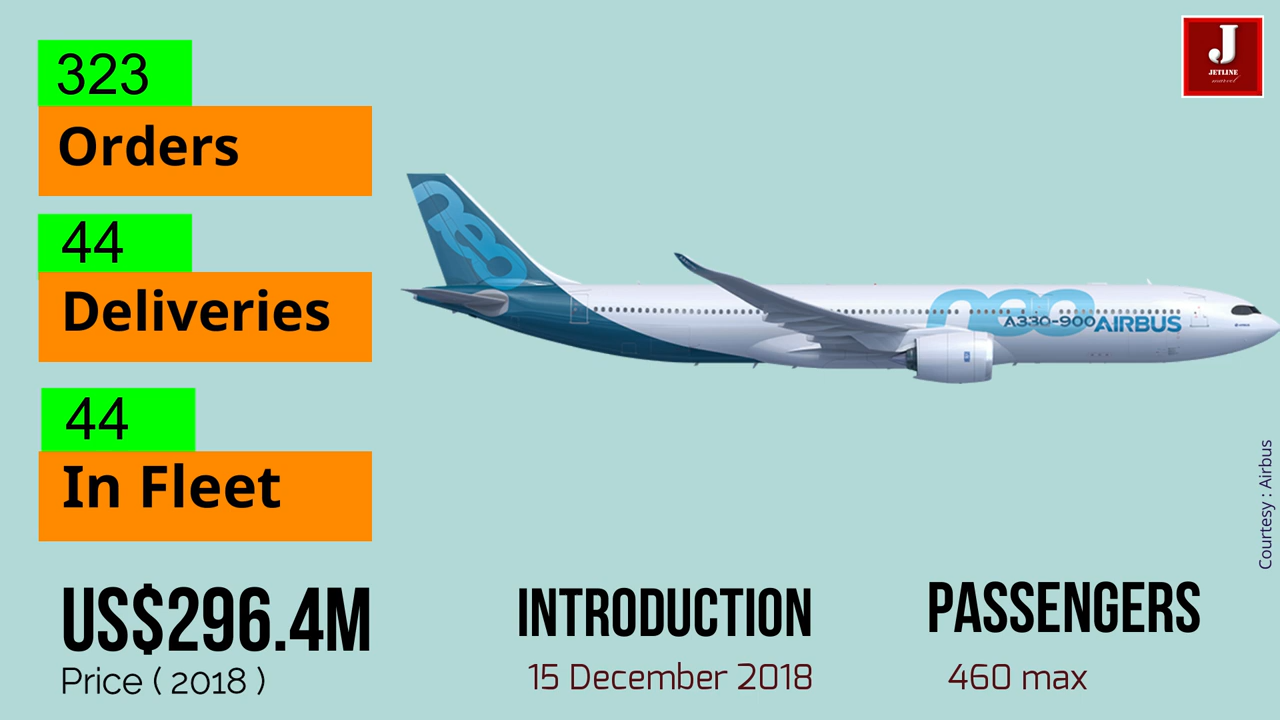 323
Orders
44
Deliveries
44
In Fleet
J
JETLINE
marvel
A330-900 AIRBUS
Courtesy : Airbus
US$296.4M
Price ( 2018 )
INTRODUCTION
15 December 2018
PASSENGERS
460 max